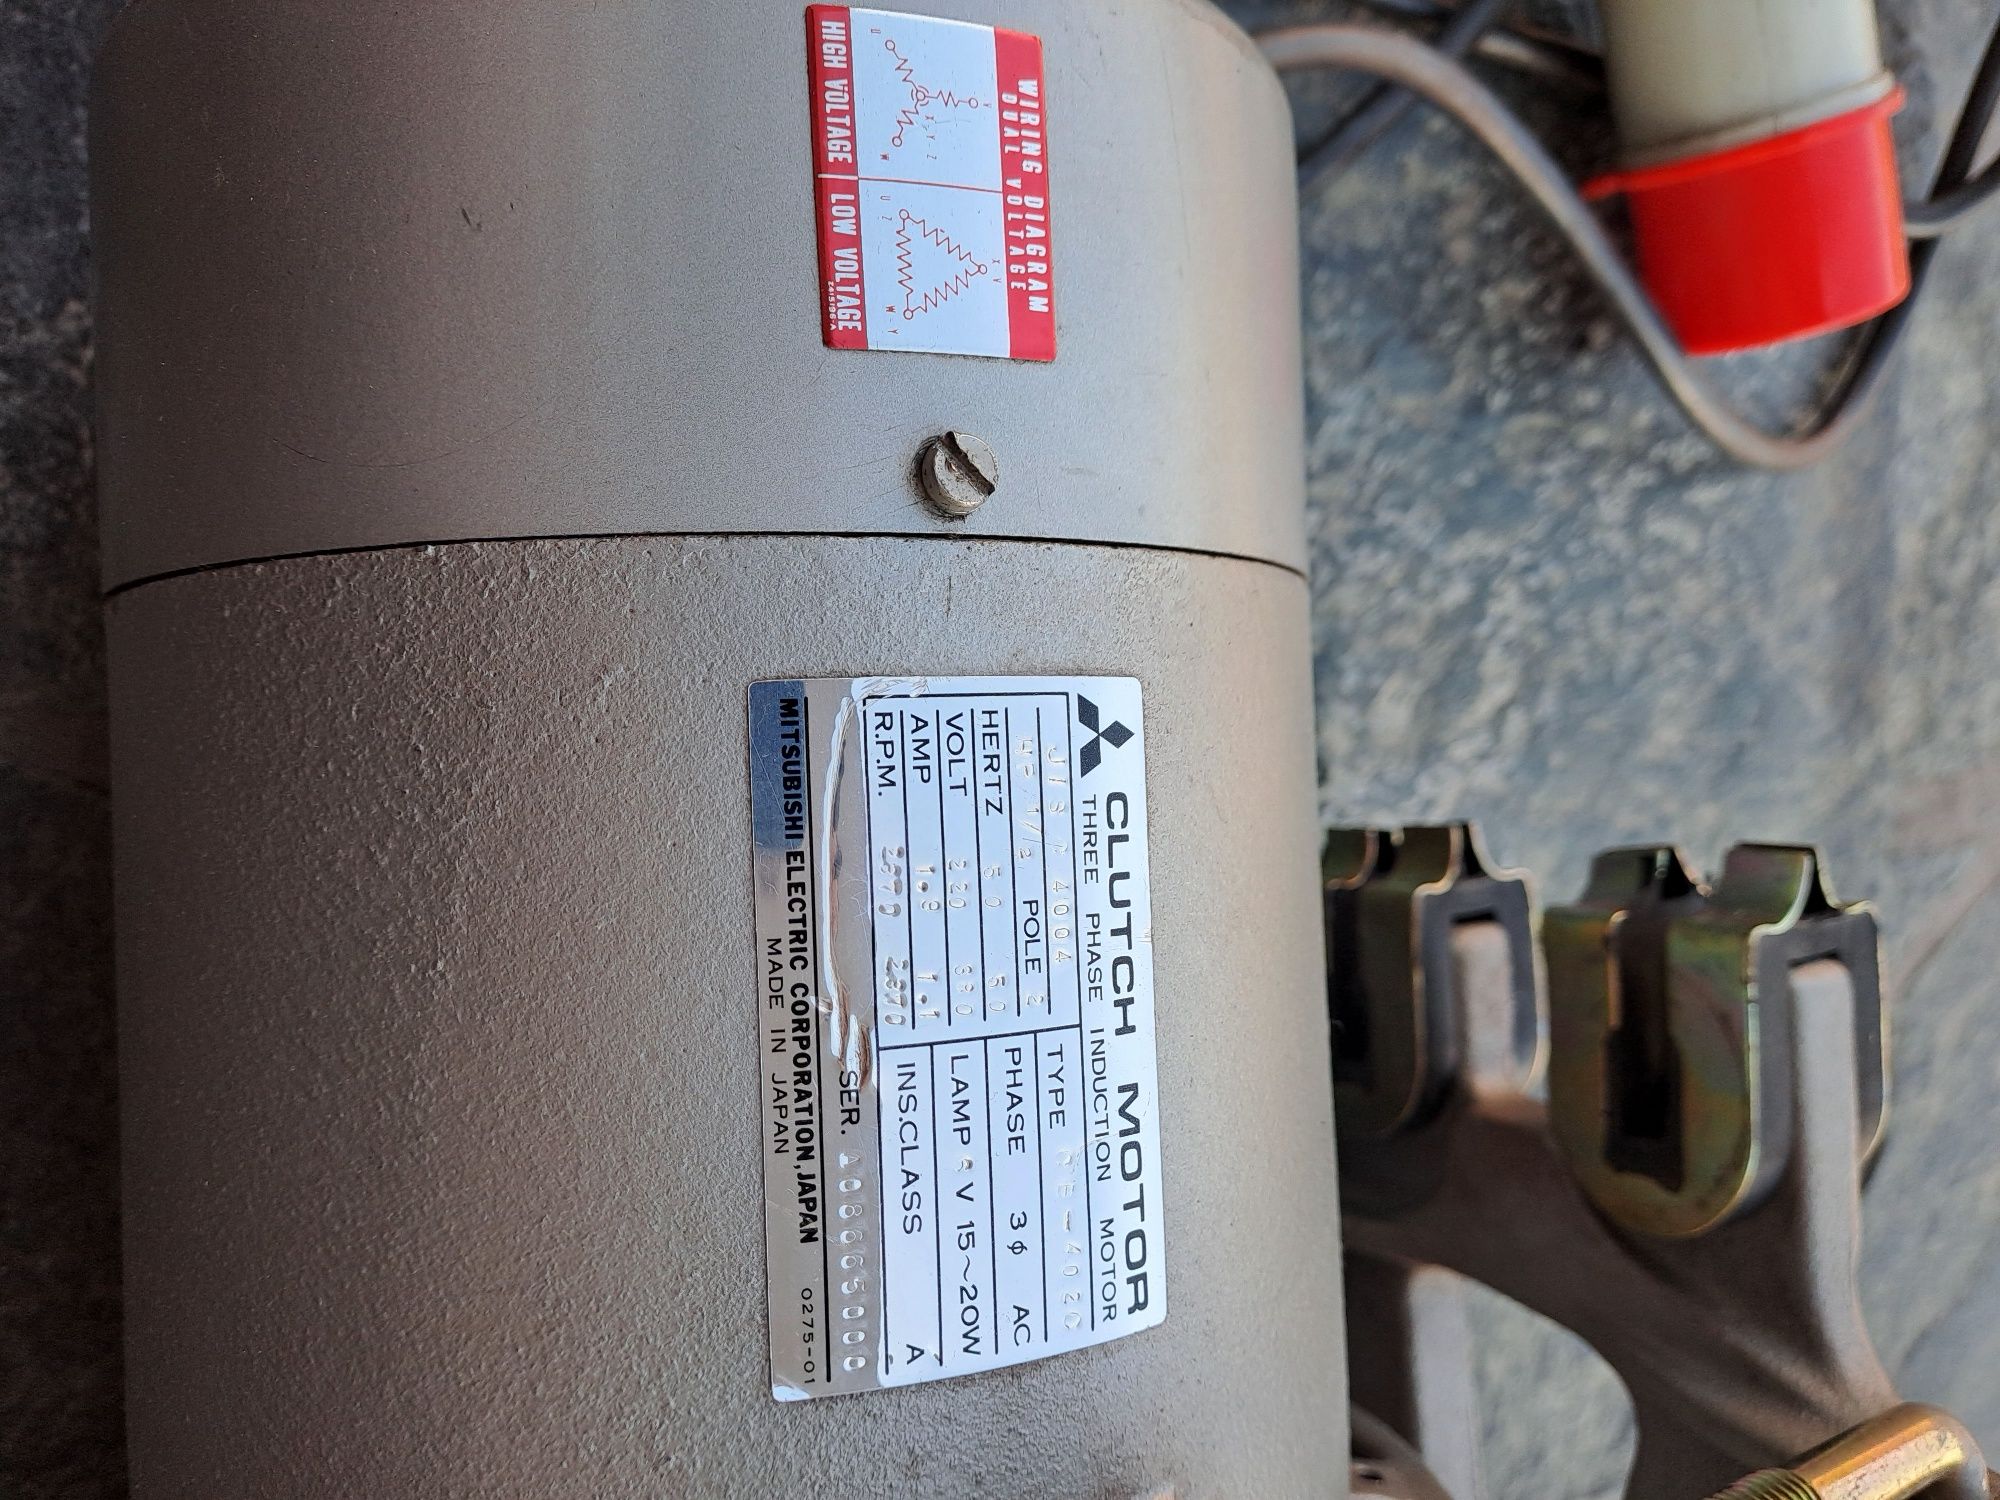 WIRING DIAGRAM
DUAL VOLTAGE
V
X·Y·Z
U
W
X V
U Z
W-Y
HIGH VOLTAGE | LOW VOLTAGE
CLUTCH MOTOR
THREE PHASE INDUCTION MOTOR
4004
TYPE CB-4020
HP 1/2 POLE 2
PHASE 3φ AC
HERTZ 50 50
VOLT 220 380
LAMP 6 V 15~20W
AMP 1.9 1.1
INS.CLASS A
R.P.M. 2870 2870
SER.
MITSUBISHI ELECTRIC CORPORATION,JAPAN
MADE IN JAPAN
0275-01